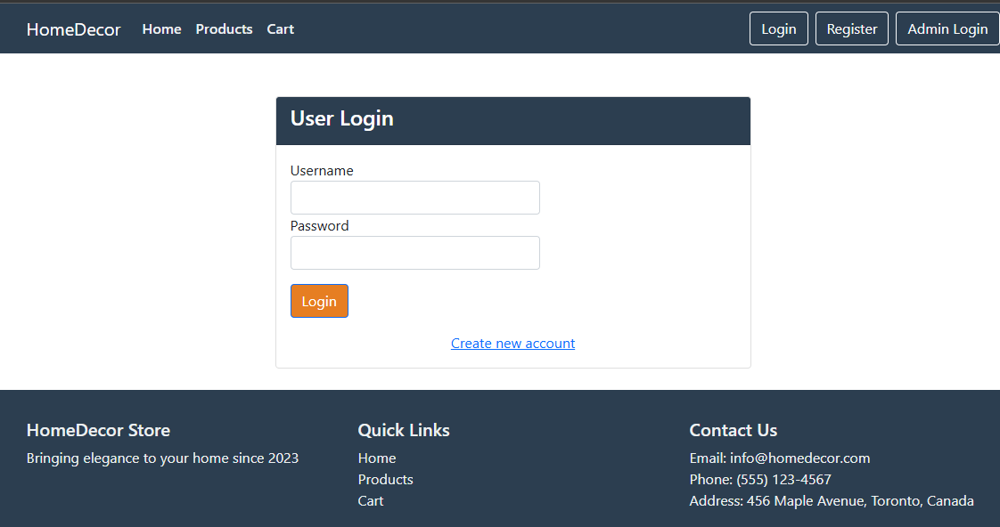 HomeDecor Home Products Cart Login Register Admin Login
User Login
Username
Password
Login
Create new account
HomeDecor Store
Bringing elegance to your home since 2023
Quick Links
Home
Products
Cart
Contact Us
Email: info@homedecor.com
Phone: (555) 123-4567
Address: 456 Maple Avenue, Toronto, Canada